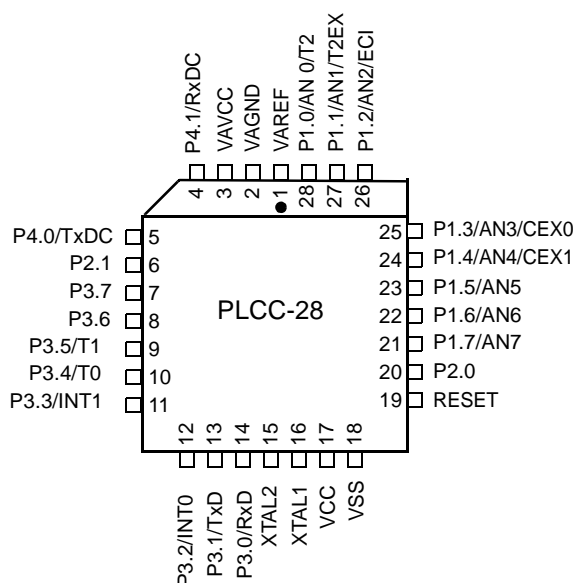 P4.1/RxDC
VAVCC
VAGND
VAREF
P1.0/AN 0/T2
P1.1/AN1/T2EX
P1.2/AN2/ECI
4
3
2
1
28
27
26
P4.0/TxDC
5
P2.1
6
P3.7
7
P3.6
8
P3.5/T1
9
P3.4/T0
10
P3.3/INT1
11
PLCC-28
25
P1.3/AN3/CEX0
24
P1.4/AN4/CEX1
23
P1.5/AN5
22
P1.6/AN6
21
P1.7/AN7
20
P2.0
19
RESET
12
13
14
15
16
17
18
P3.2/INT0
P3.1/TxD
P3.0/RxD
XTAL2
XTAL1
VCC
VSS